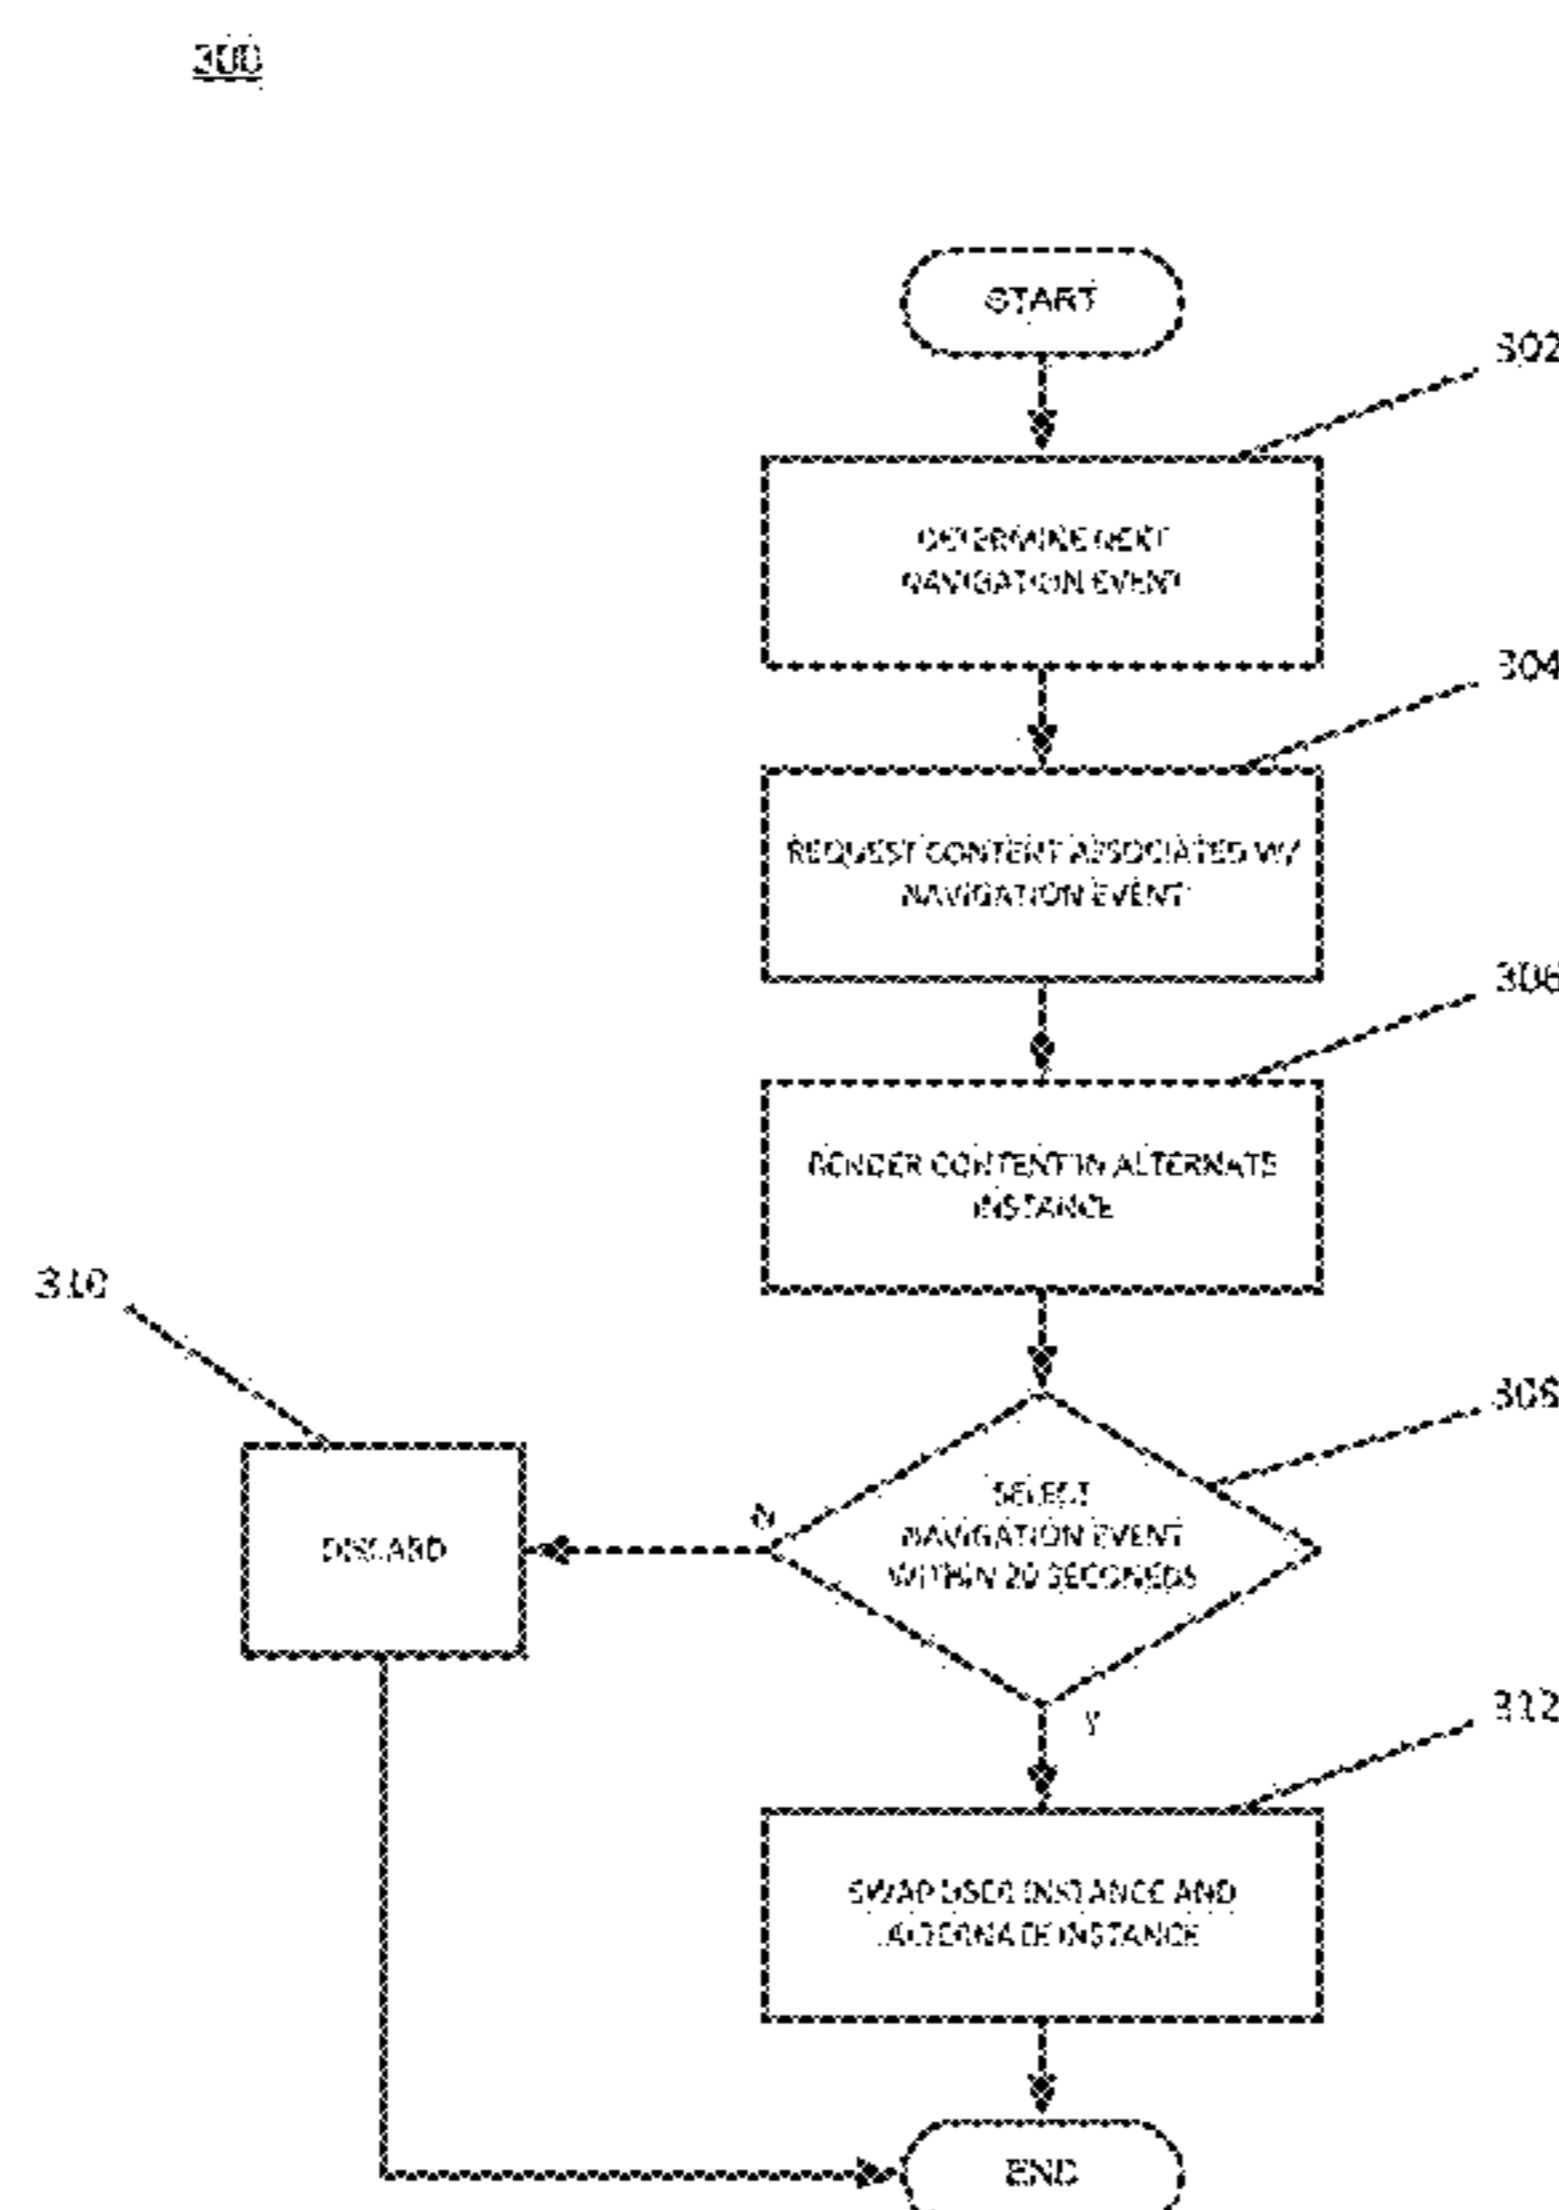 300
START
302
DETERMINE NEXT
NAVIGATION EVENT
304
REQUEST CONTENT ASSOCIATED W/
NAVIGATION EVENT
306
RENDER CONTENT IN ALTERNATE
INSTANCE
310
308
SELECT
NAVIGATION EVENT
WITHIN 20 SECONEDS
N
DISCARD
Y
312
SWAP USER INSTANCE AND
ALTERNATE INSTANCE
END